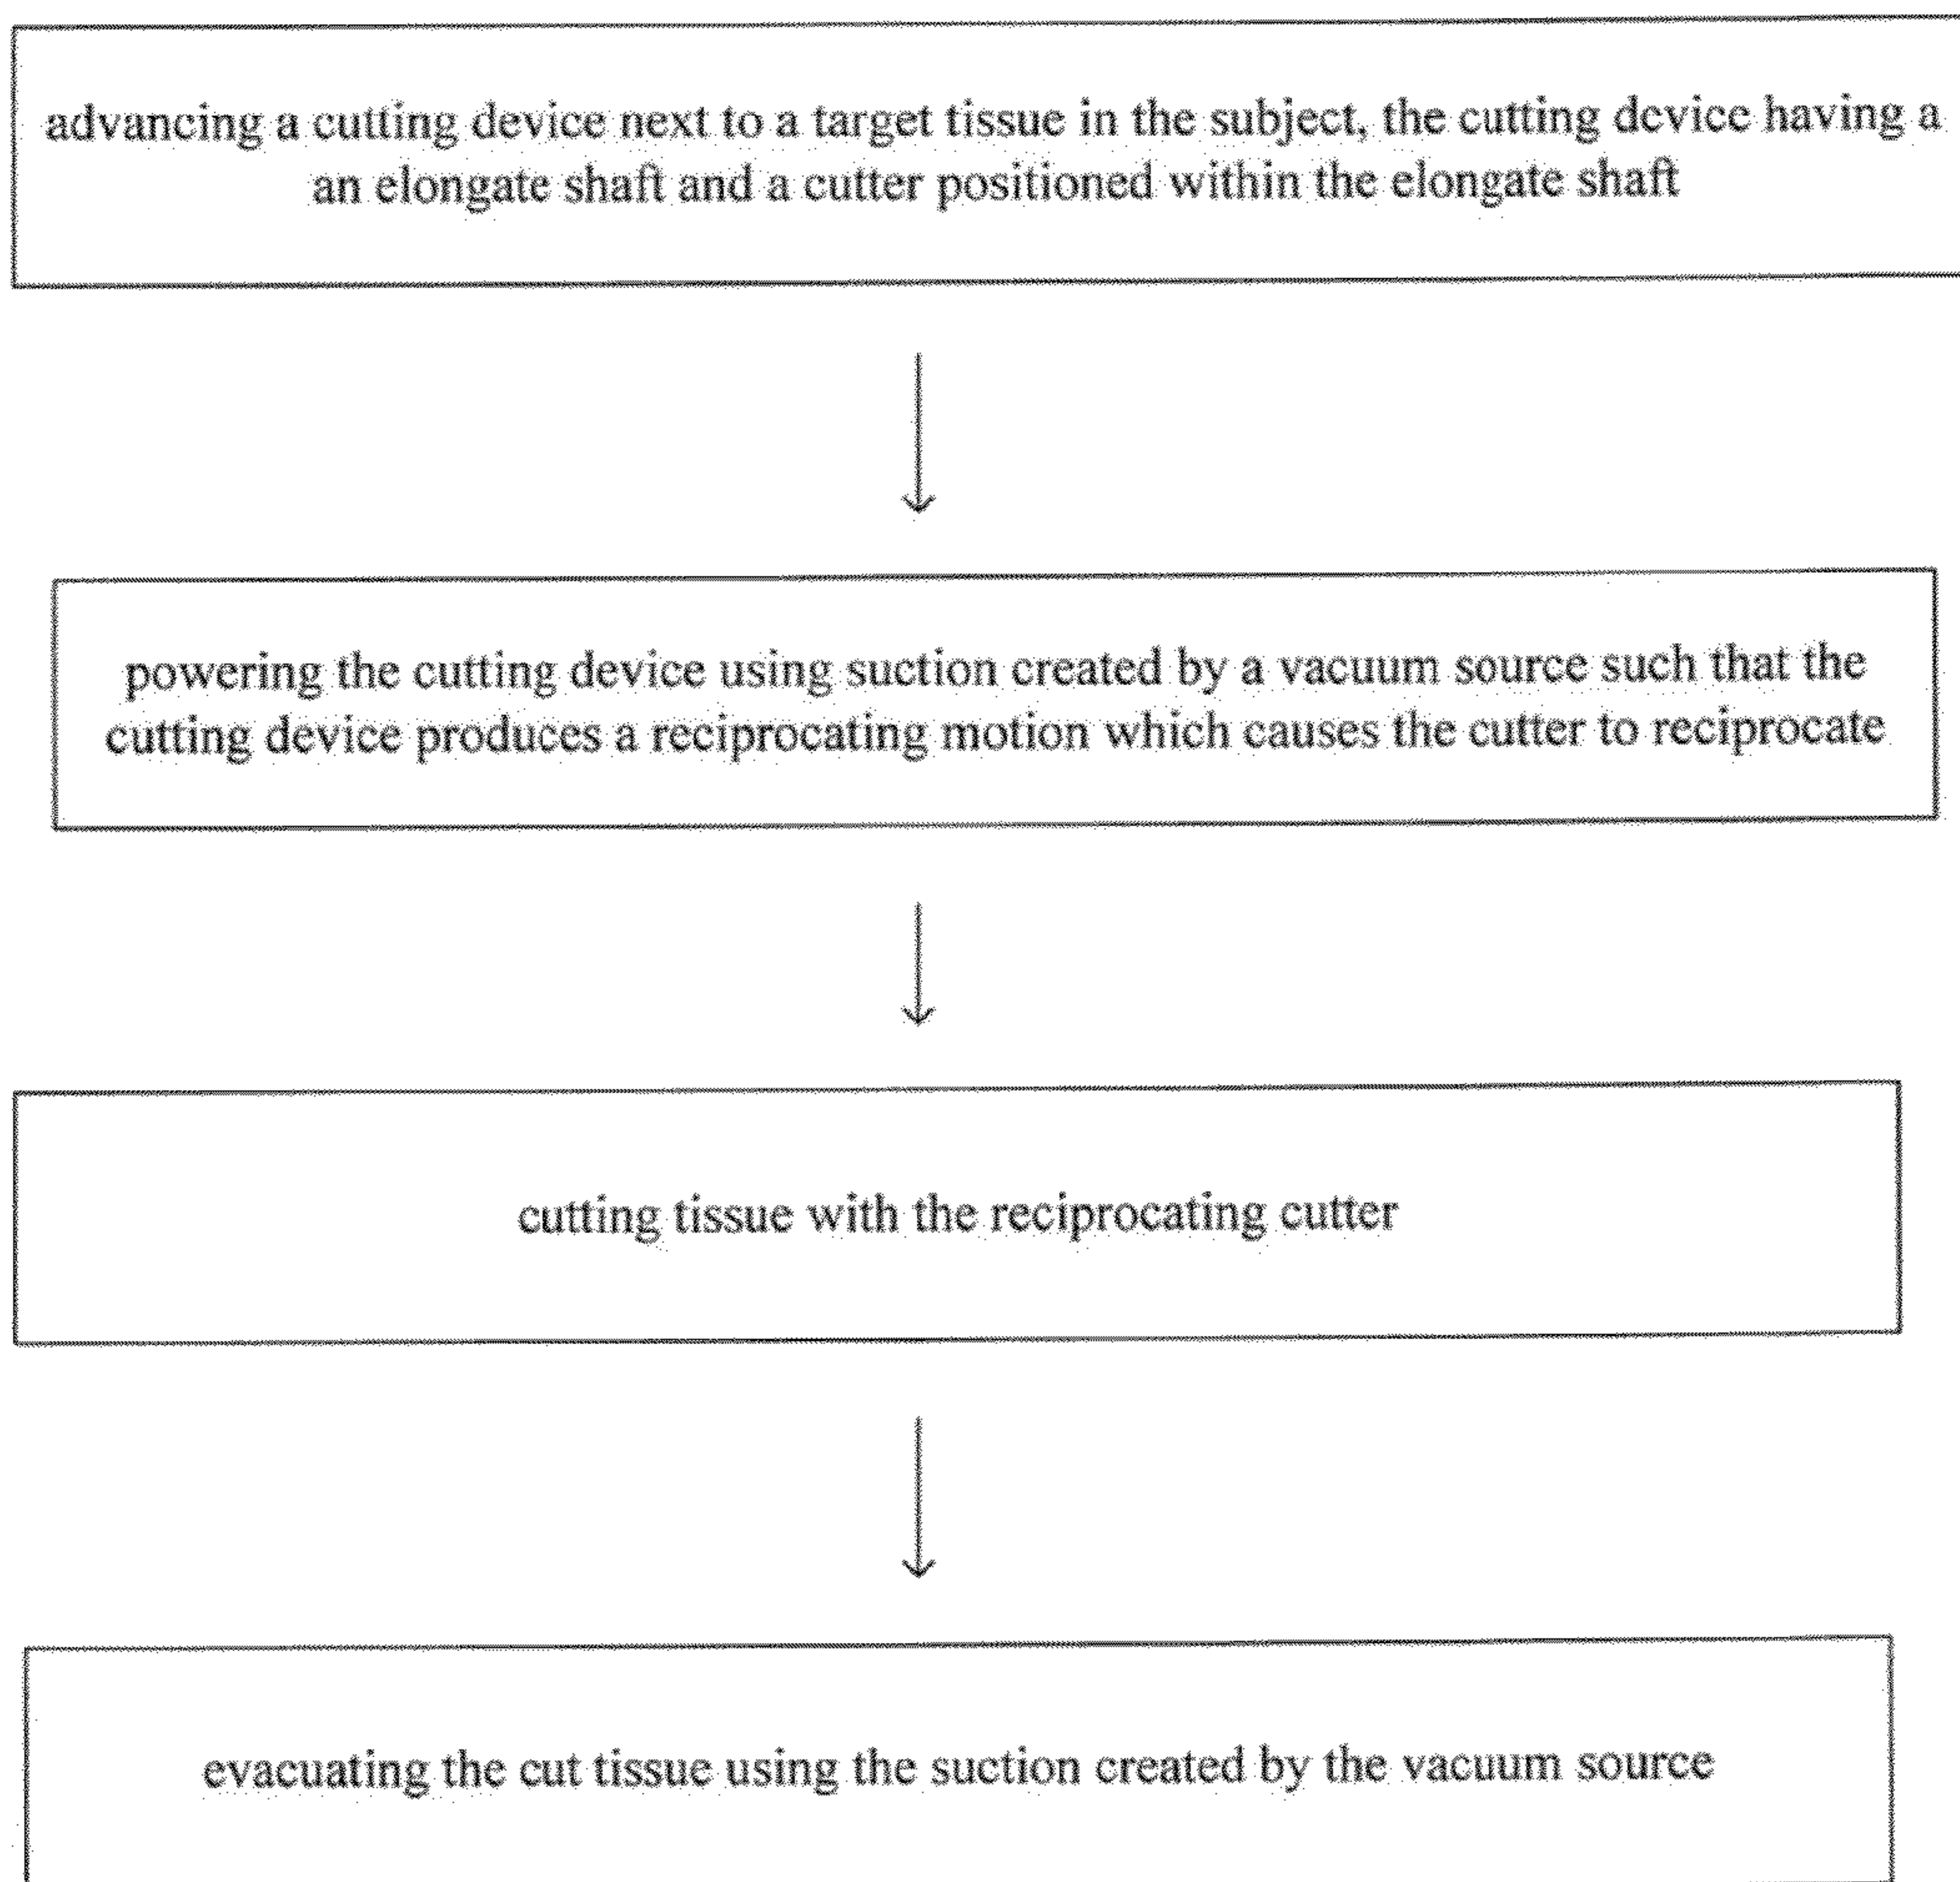 advancing a cutting device next to a target tissue in the subject, the cutting device having a
an elongate shaft and a cutter positioned within the elongate shaft
powering the cutting device using suction created by a vacuum source such that the
cutting device produces a reciprocating motion which causes the cutter to reciprocate
cutting tissue with the reciprocating cutter
evacuating the cut tissue using the suction created by the vacuum source